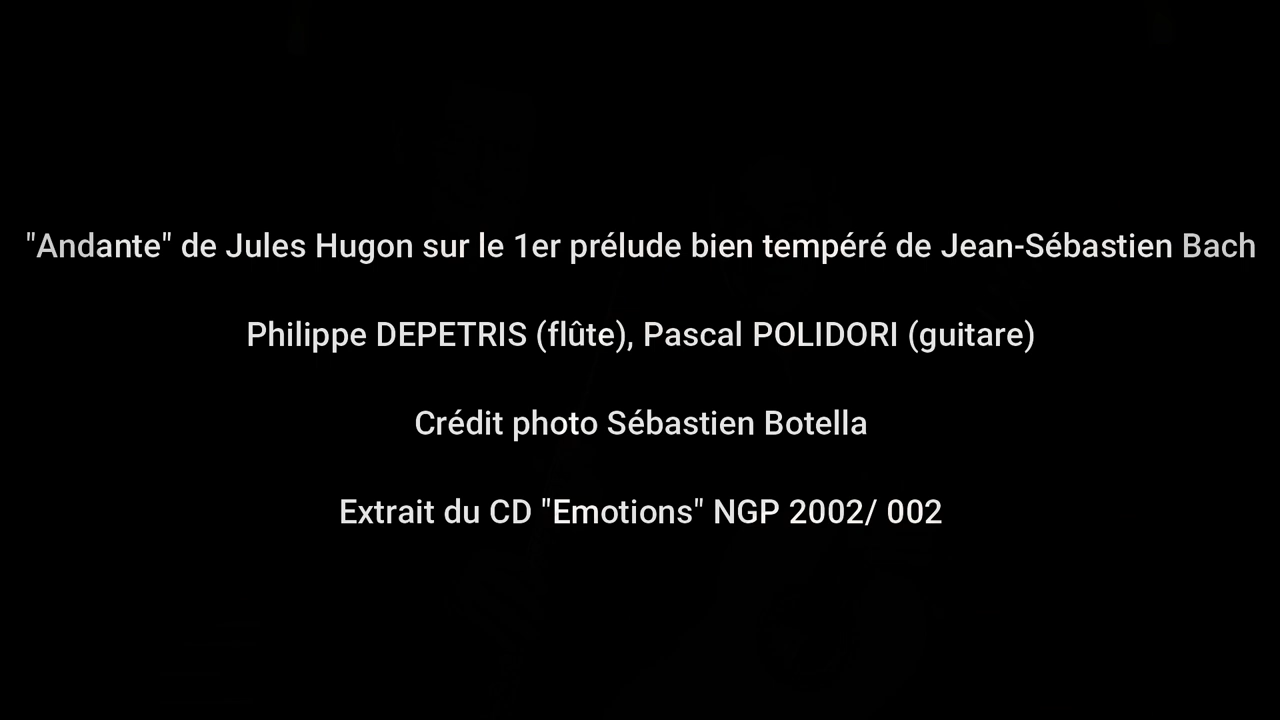 "Andante" de Jules Hugon sur le 1er prélude bien tempéré de Jean-Sébastien Bach
Philippe DEPETRIS (flûte), Pascal POLIDORI (guitare)
Crédit photo Sébastien Botella
Extrait du CD "Emotions" NGP 2002/ 002